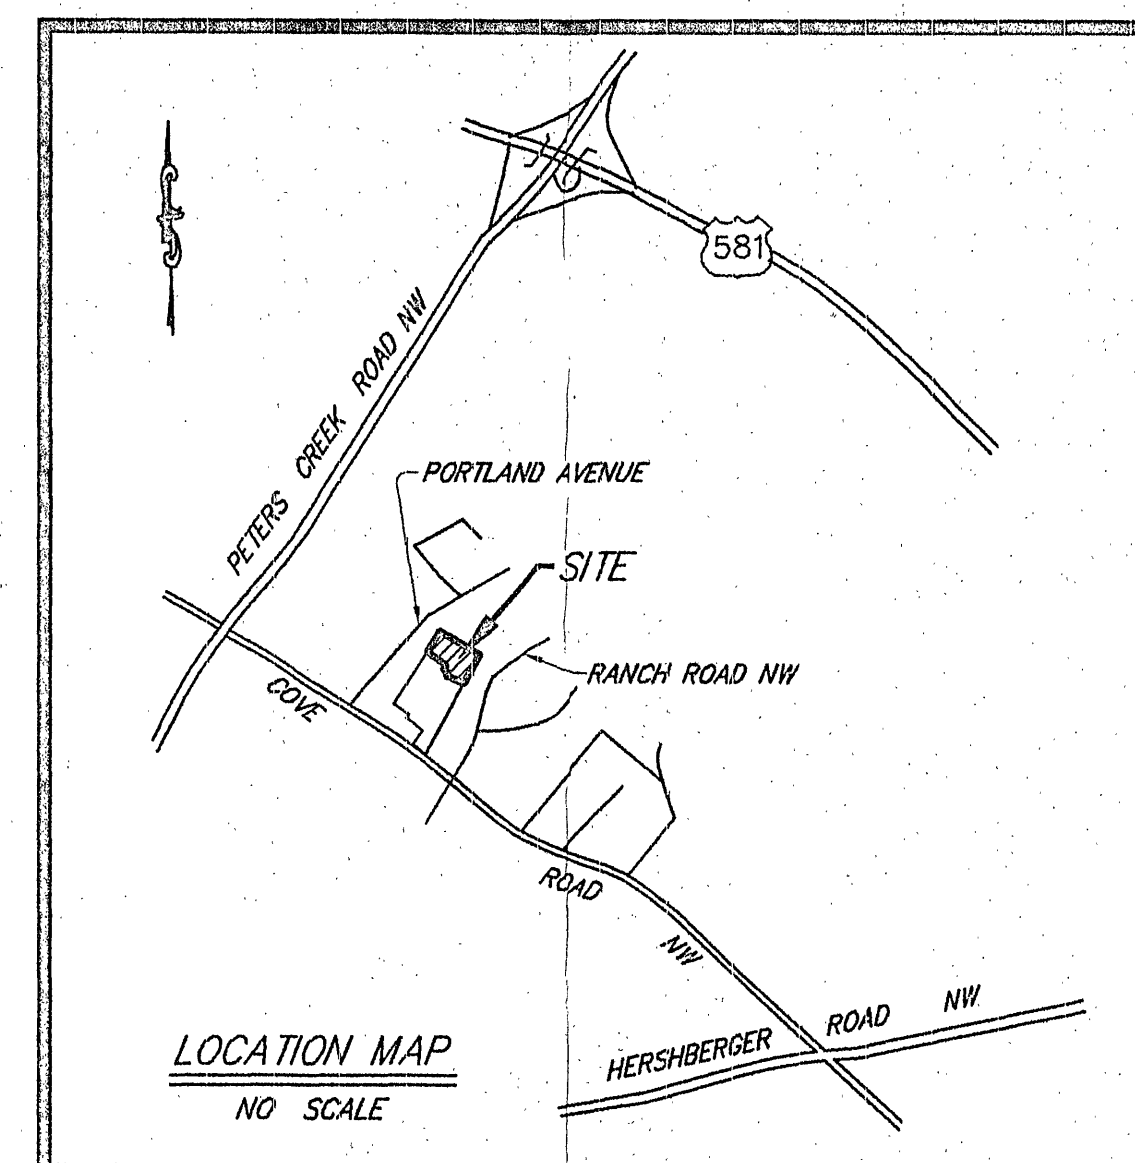 581
PETERS CREEK ROAD NW
PORTLAND AVENUE
SITE
RANCH ROAD NW
COVE ROAD NW
HERSHBERGER ROAD NW
LOCATION MAP
NO SCALE